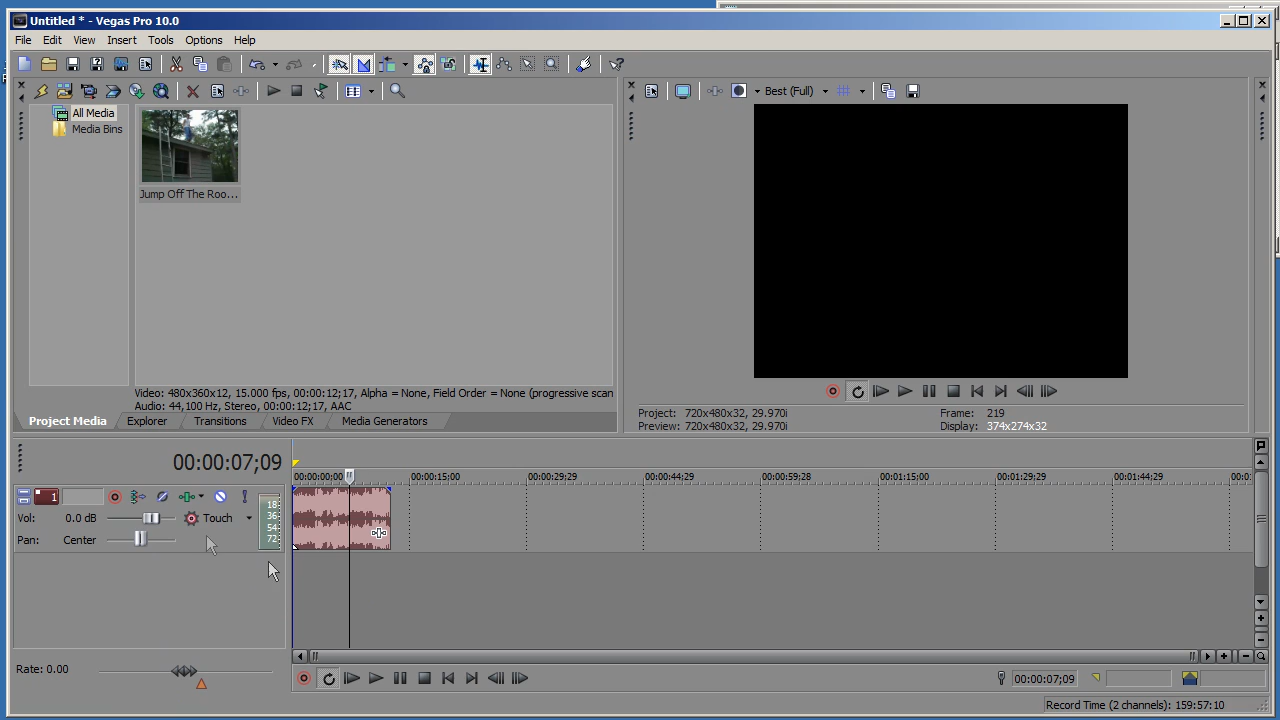 Untitled * - Vegas Pro 10.0
File Edit View Insert Tools Options Help
Best (Full)
All Media
Media Bins
Jump Off The Roo...
Video: 480x360x12, 15.000 fps, 00:00:12;17, Alpha = None, Field Order = None (progressive scan
Audio: 44,100 Hz, Stereo, 00:00:12;17, AAC
Project Media Explorer Transitions Video FX Media Generators
Project: 720x480x32, 29.970i
Frame: 219
Preview: 720x480x32, 29.970i
Display: 374x274x32
00:00:07;09
00:00:00;00 00:00:15;00 00:00:29;29 00:00:44;29 00:00:59;28 00:01:15;00 00:01:29;29 00:01:44;29
1
18
36
54
72
Vol: 0.0 dB Touch
Pan: Center
Rate: 0.00
00:00:07;09
Record Time (2 channels): 159:57:10